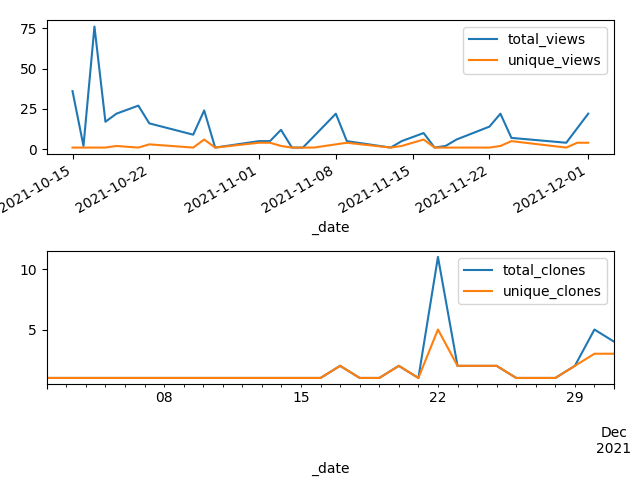 75
50
25
0
total_views
unique_views
2021-10-15
2021-10-22
2021-11-01
2021-11-08
2021-11-15
2021-11-22
2021-12-01
_date
10
5
total_clones
unique_clones
08
15
22
29
Dec
2021
_date